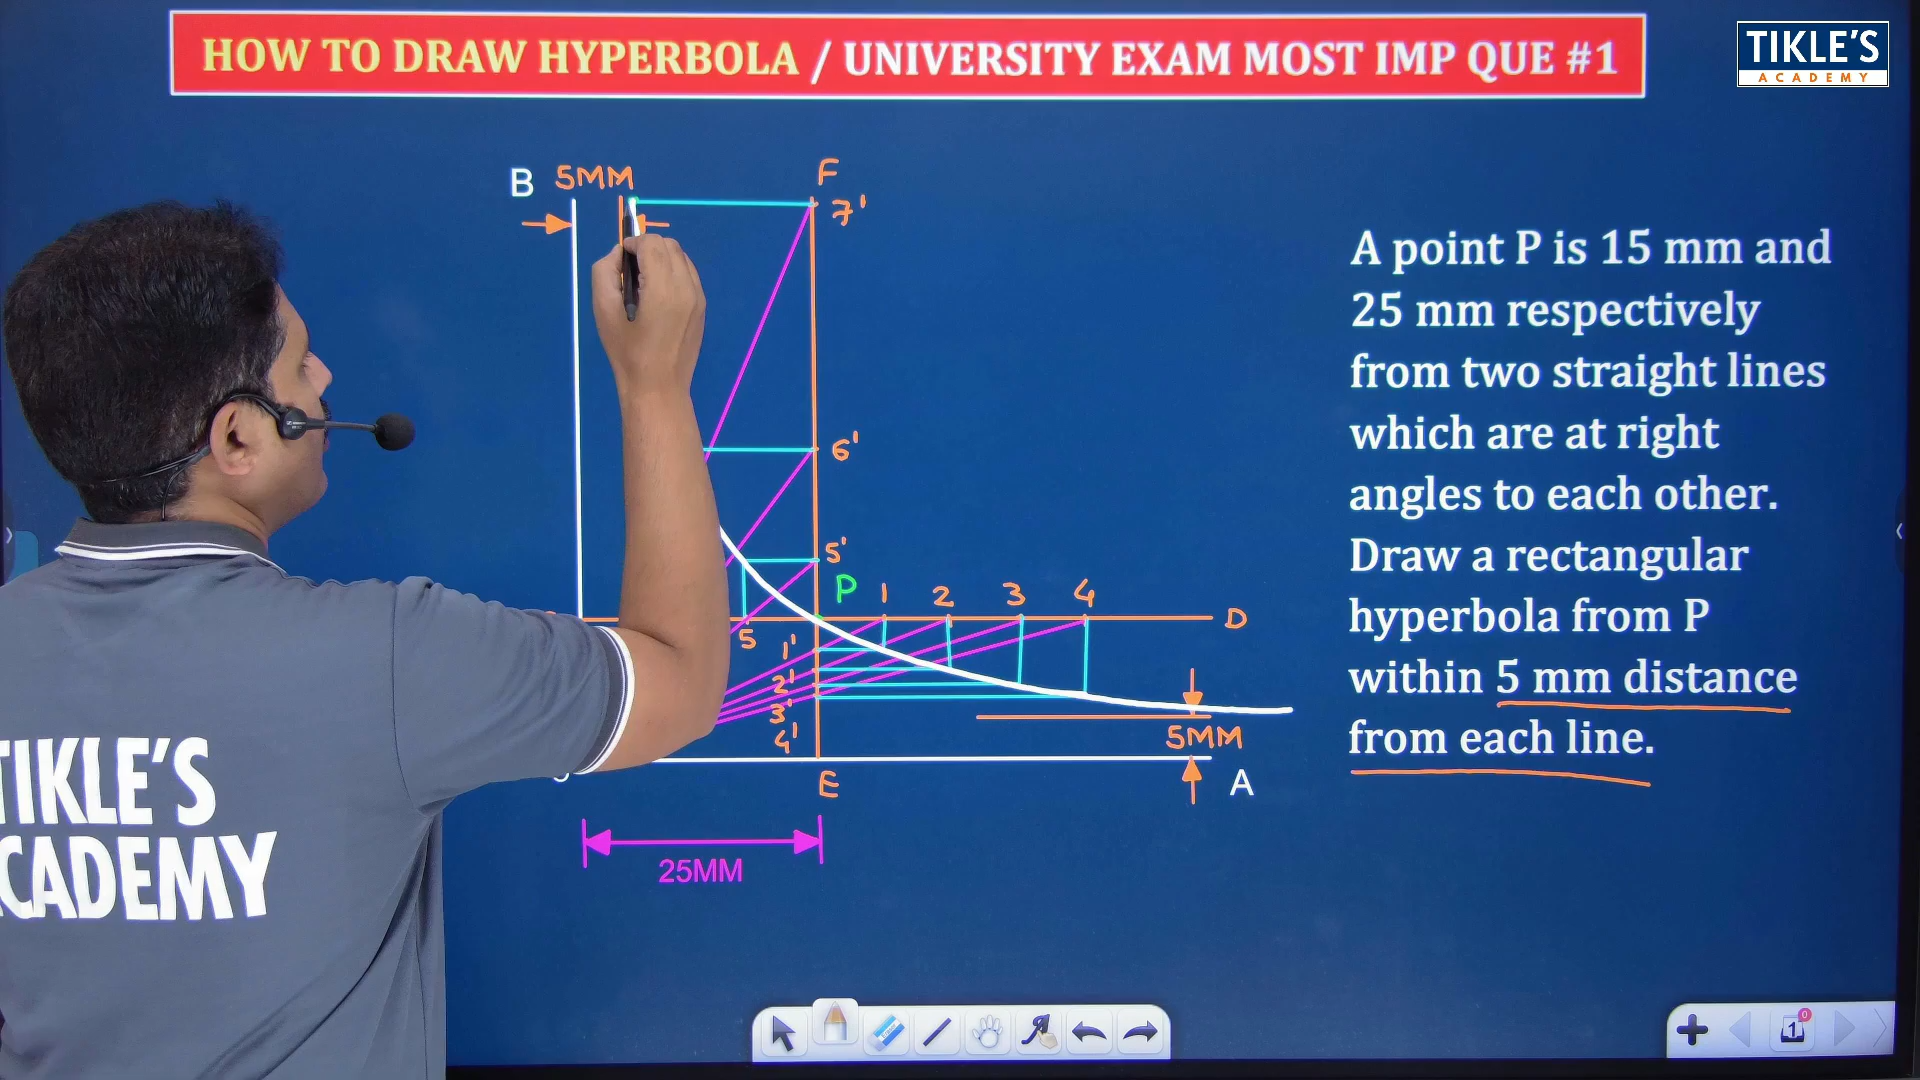 HOW TO DRAW HYPERBOLA / UNIVERSITY EXAM MOST IMP QUE #1
TIKLE'S
ACADEMY
B 5MM F
7'
6'
5'
P 1 2 3 4
D
5
1'
2'
3'
4'
5MM
E
A
25MM
A point P is 15 mm and
25 mm respectively
from two straight lines
which are at right
angles to each other.
Draw a rectangular
hyperbola from P
within 5 mm distance
from each line.
TIKLE'S
CADEMY
1
0